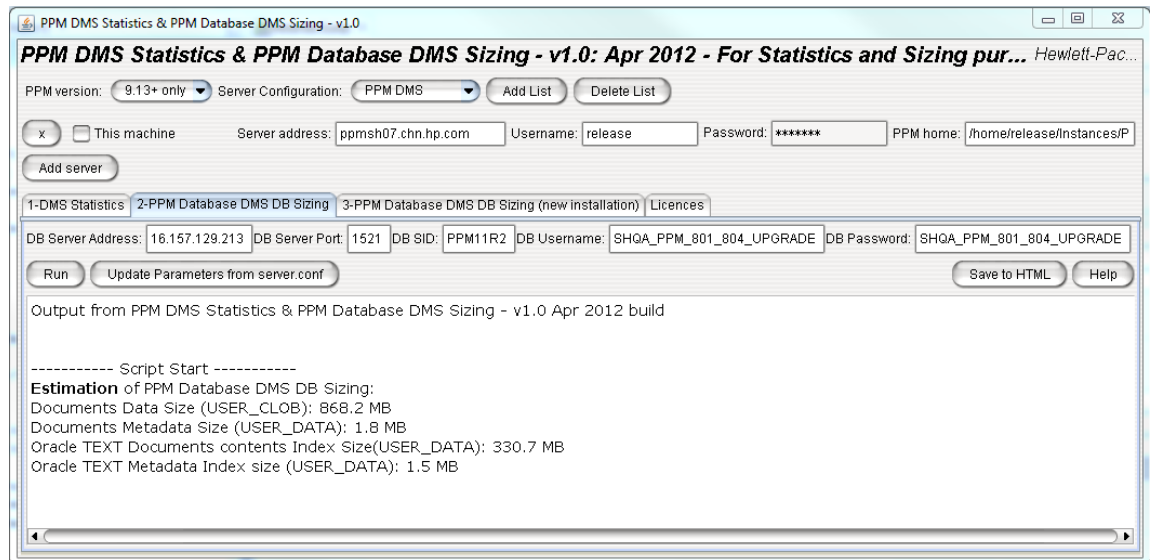 PPM DMS Statistics & PPM Database DMS Sizing - v1.0
PPM DMS Statistics & PPM Database DMS Sizing - v1.0: Apr 2012 - For Statistics and Sizing pur... Hewlett-Pac...
PPM version: 9.13+ only Server Configuration: PPM DMS Add List Delete List
x This machine Server address: ppmsh07.chn.hp.com Username: release Password: ******* PPM home: /home/release/Instances/P
Add server
1-DMS Statistics 2-PPM Database DMS DB Sizing 3-PPM Database DMS DB Sizing (new installation) Licences
DB Server Address: 16.157.129.213 DB Server Port: 1521 DB SID: PPM11R2 DB Username: SHQA_PPM_801_804_UPGRADE DB Password: SHQA_PPM_801_804_UPGRADE
Run Update Parameters from server.conf Save to HTML Help
Output from PPM DMS Statistics & PPM Database DMS Sizing - v1.0 Apr 2012 build
----------- Script Start -----------
Estimation of PPM Database DMS DB Sizing:
Documents Data Size (USER_CLOB): 868.2 MB
Documents Metadata Size (USER_DATA): 1.8 MB
Oracle TEXT Documents contents Index Size(USER_DATA): 330.7 MB
Oracle TEXT Metadata Index size (USER_DATA): 1.5 MB